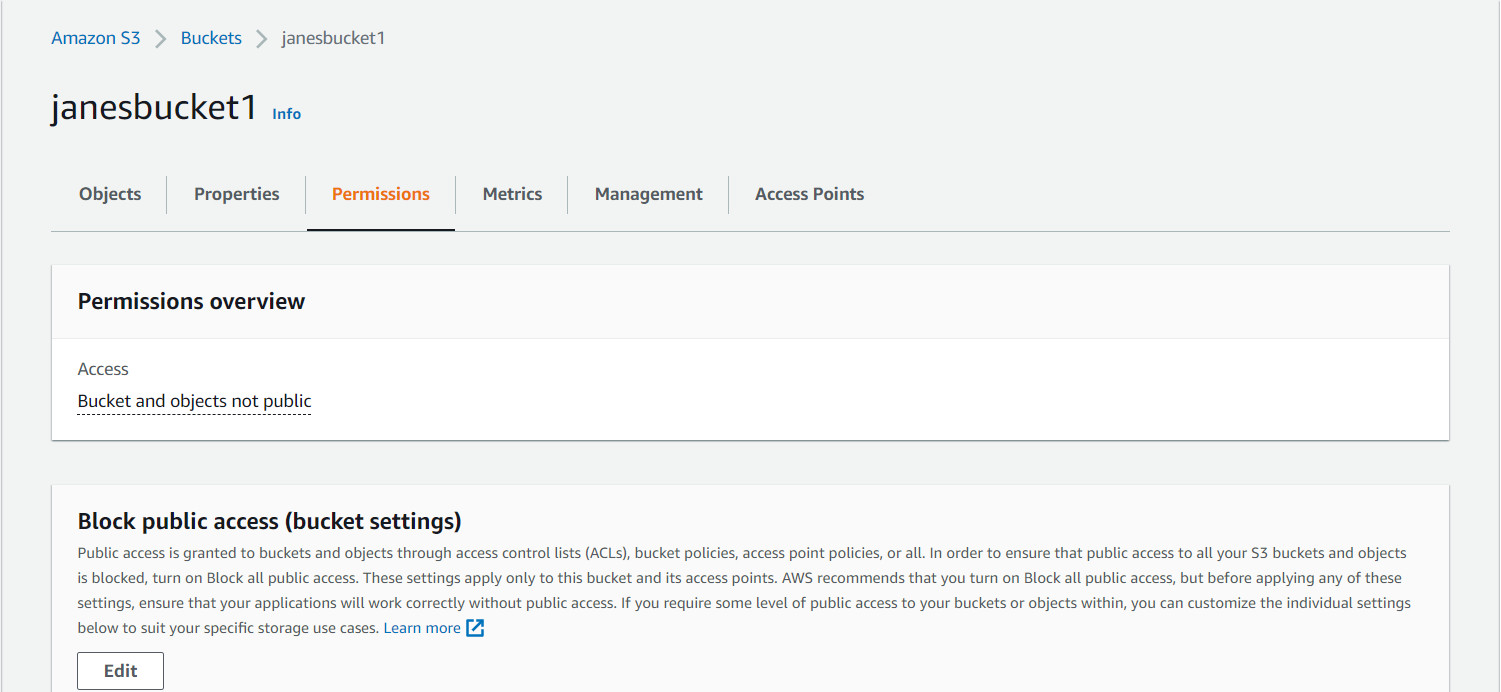 Amazon S3 > Buckets > janesbucket1
janesbucket1 Info
Objects Properties Permissions Metrics Management Access Points
Permissions overview
Access
Bucket and objects not public
Block public access (bucket settings)
Public access is granted to buckets and objects through access control lists (ACLs), bucket policies, access point policies, or all. In order to ensure that public access to all your S3 buckets and objects
is blocked, turn on Block all public access. These settings apply only to this bucket and its access points. AWS recommends that you turn on Block all public access, but before applying any of these
settings, ensure that your applications will work correctly without public access. If you require some level of public access to your buckets or objects within, you can customize the individual settings
below to suit your specific storage use cases. Learn more
Edit